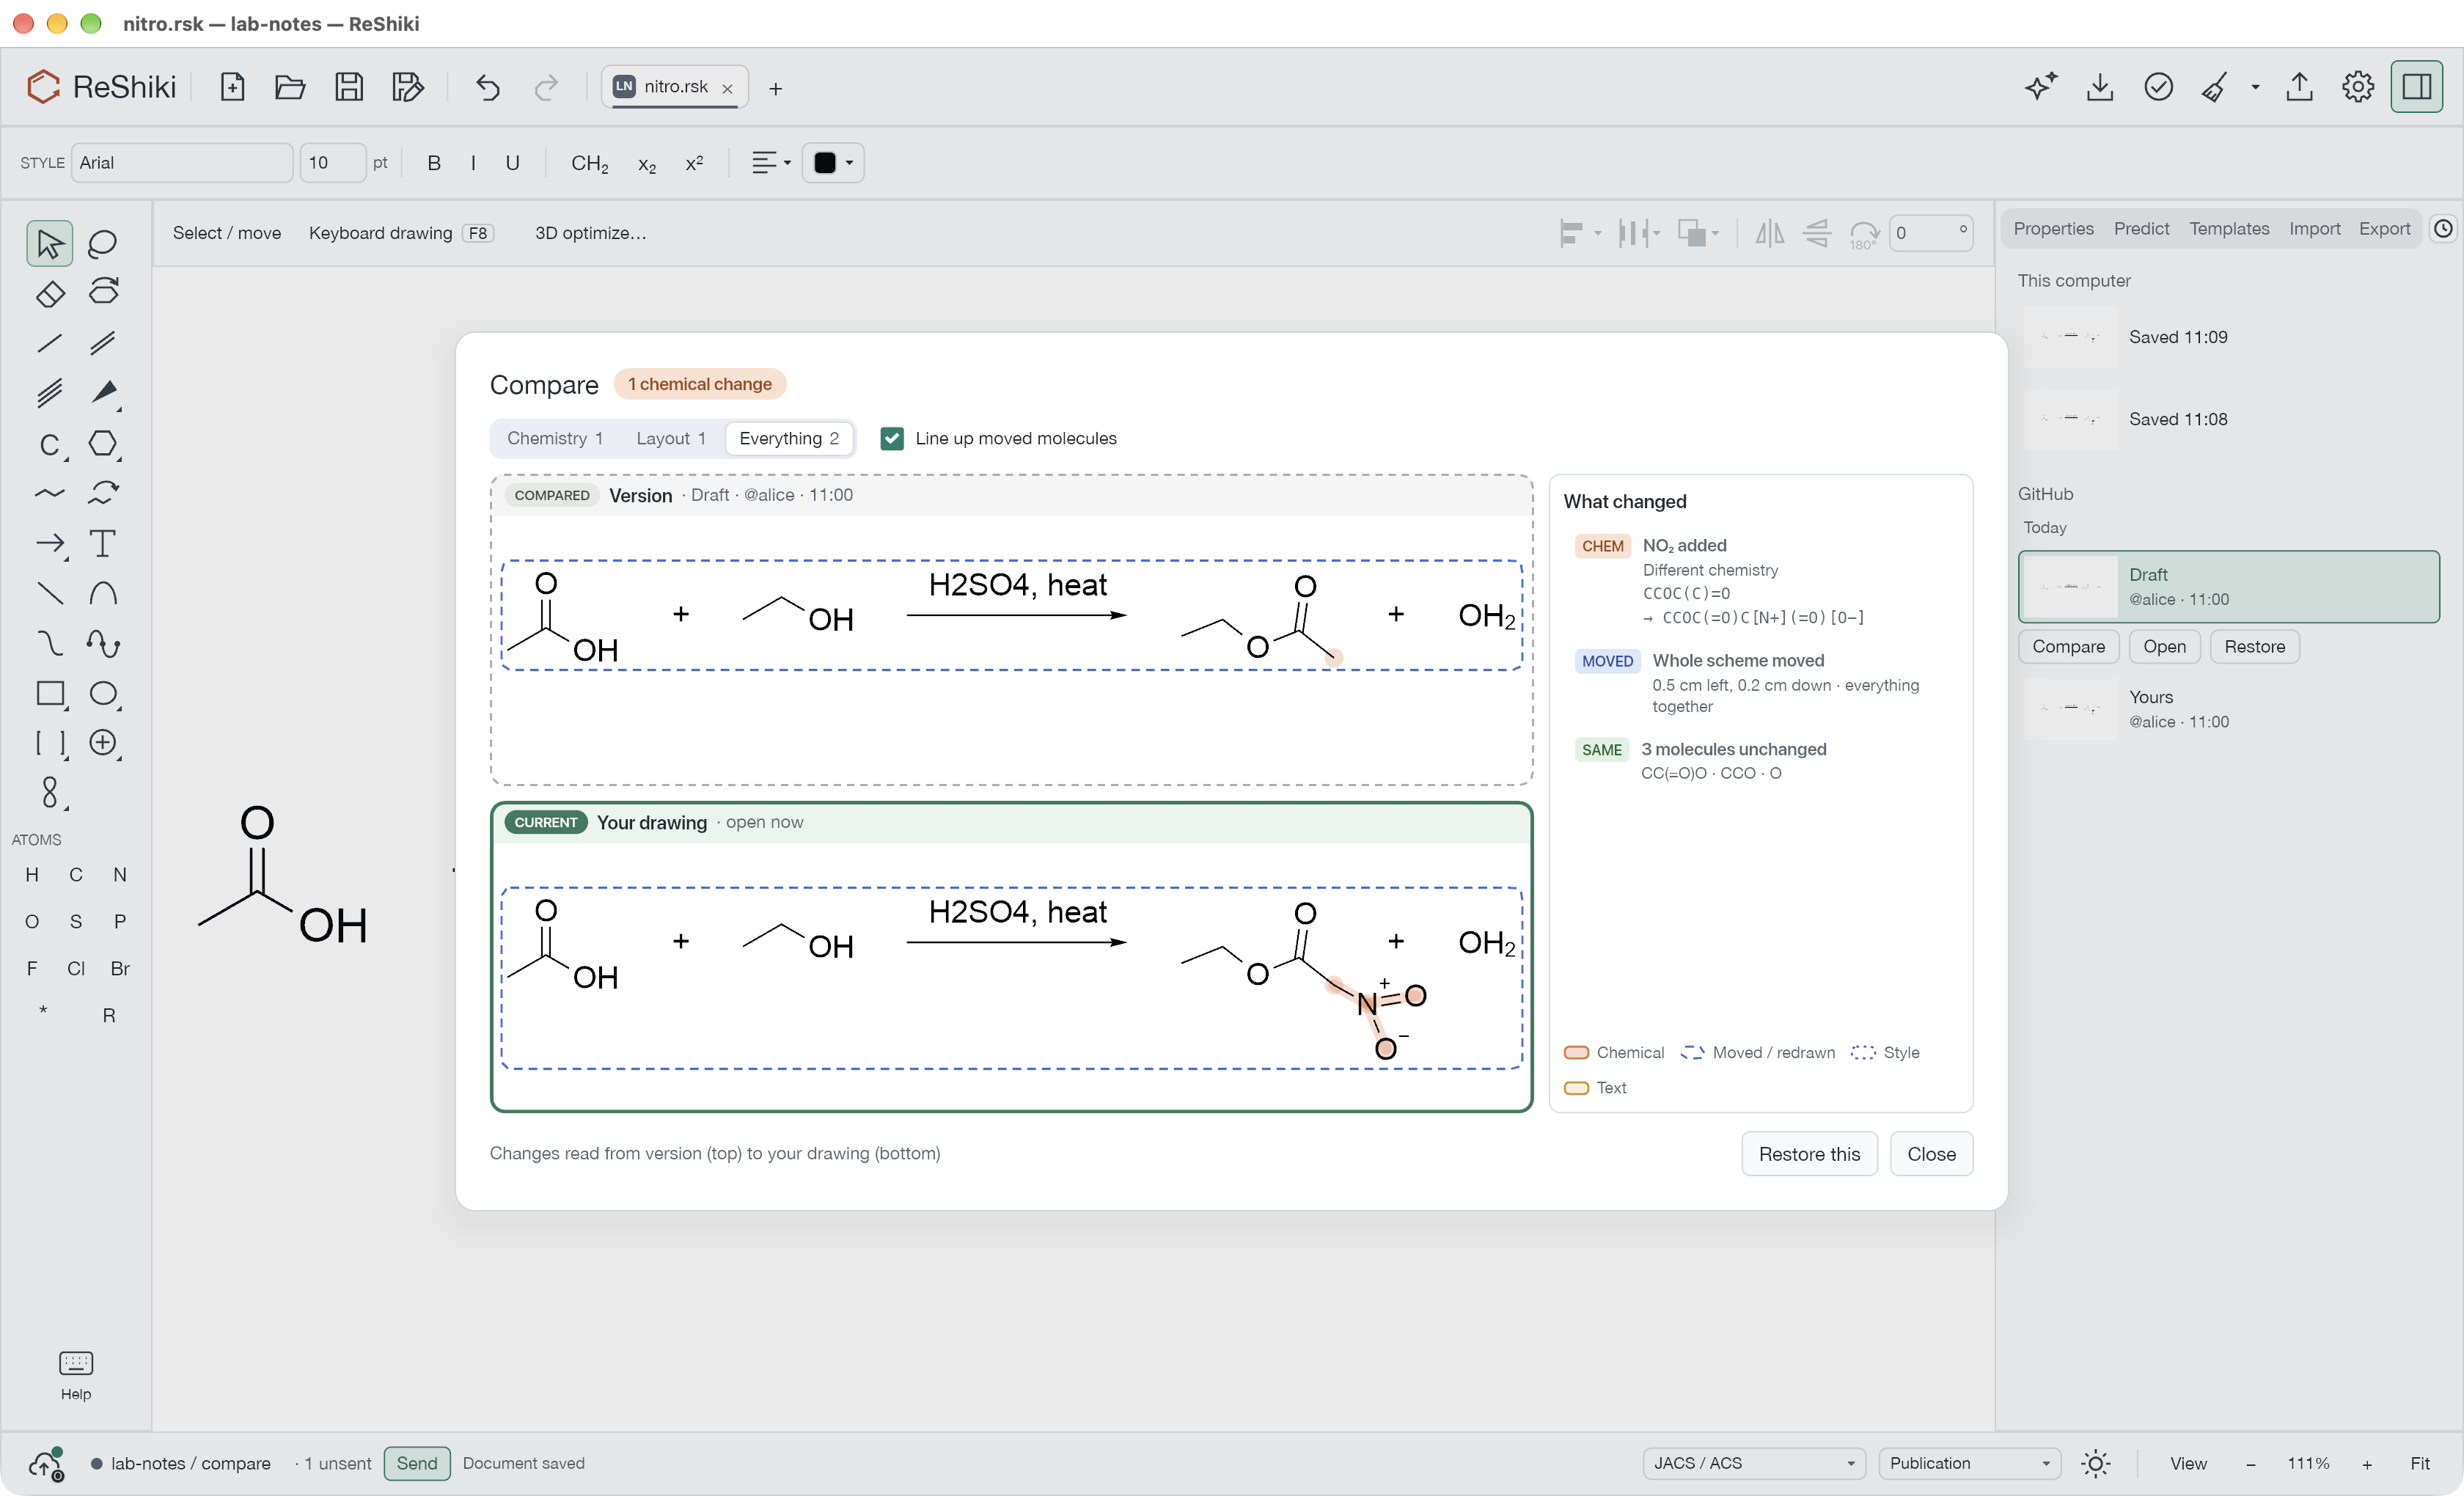 nitro.rsk — lab-notes — ReShiki
ReShiki
LN nitro.rsk × +
STYLE Arial 10 pt B I U CH₂ x₂ x²
Select / move Keyboard drawing F8 3D optimize…
180° 0 °
Properties Predict Templates Import Export
C
T
ATOMS
H C N
O S P
F Cl Br
* R
Help
O
OH
This computer
Saved 11:09
Saved 11:08
GitHub
Today
Draft
@alice · 11:00
Compare Open Restore
Yours
@alice · 11:00
Compare 1 chemical change
Chemistry 1 Layout 1 Everything 2 Line up moved molecules
COMPARED Version · Draft · @alice · 11:00
O H2SO4, heat O
+ OH + OH₂
OH O
CURRENT Your drawing · open now
O H2SO4, heat O
+ OH + OH₂
OH O
N + O
O −
What changed
CHEM NO₂ added
Different chemistry
CCOC(C)=O
→ CCOC(=O)C[N+](=O)[O−]
MOVED Whole scheme moved
0.5 cm left, 0.2 cm down · everything
together
SAME 3 molecules unchanged
CC(=O)O · CCO · O
Chemical Moved / redrawn Style
Text
Changes read from version (top) to your drawing (bottom)
Restore this Close
lab-notes / compare · 1 unsent Send Document saved
JACS / ACS Publication View − 111% + Fit